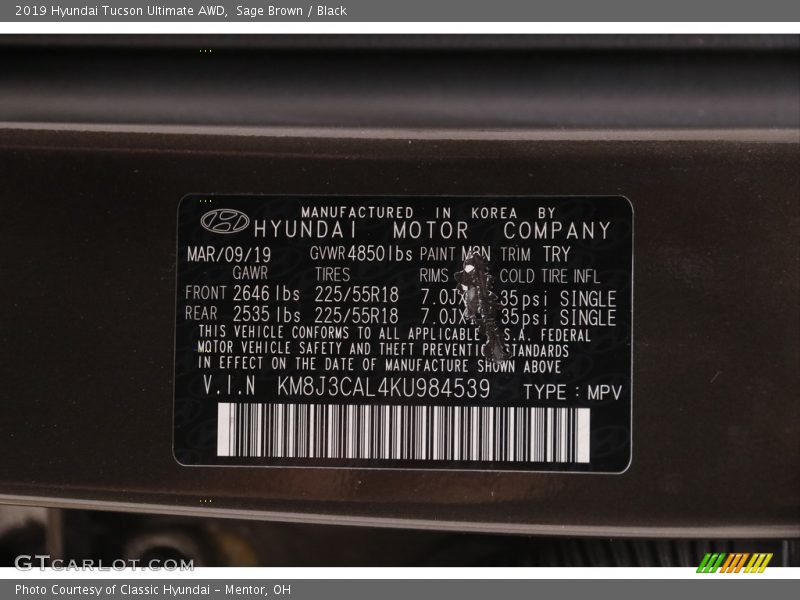 2019 Hyundai Tucson Ultimate AWD, Sage Brown / Black
MANUFACTURED IN KOREA BY
HYUNDAI MOTOR COMPANY
MAR/09/19 GVWR 4850lbs PAINT TRIM TRY
GAWR TIRES RIMS COLD TIRE INFL
FRONT 2646 lbs 225/55R18 35psi SINGLE
REAR 2535 lbs 225/55R18 35psi SINGLE
THIS VEHICLE CONFORMS TO ALL APPLICABLE FEDERAL
MOTOR VEHICLE SAFETY AND THEFT
IN EFFECT ON THE DATE OF MANUFACTURE SHOWN ABOVE
V.I.N KM8J3CAL4KU984539 TYPE : MPV
GTCARLOT.COM
Photo Courtesy of Classic Hyundai - Mentor, OH